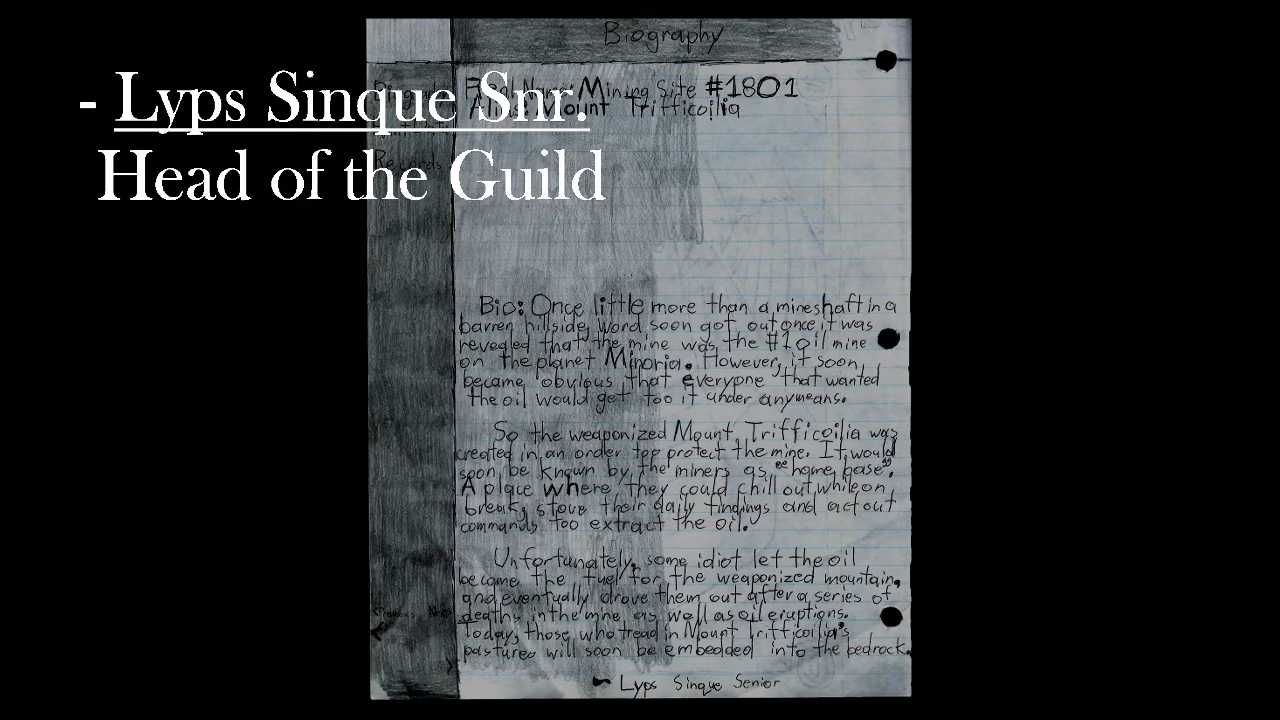 Biography
- Lyps Sinque Snr.
Head of the Guild
Mining Site #1801
Mount Trifficoilia
Records
Bio: Once little more than a mineshaft in a
barren hillside, word soon got out once it was
revealed that the mine was the #1 oil mine
on the planet Minoria. However, it soon
became obvious that everyone that wanted
the oil would get too it under anymeans.
So the weaponized Mount Trifficoilia was
created in an order too protect the mine. It would
soon be known by the miners as "home base".
A place where they could chill out while on
break, stove their daily findings and act out
commands too extract the oil.
Unfortunately, some idiot let the oil
become the fuel for the weaponized mountain,
and eventually drove them out after a series of
deaths in the mine as well as oil eruptions.
Today, those who tread in Mount Trifficoilia's
pastures will soon be embedded into the bedrock.
~ Lyps Sinque Senior